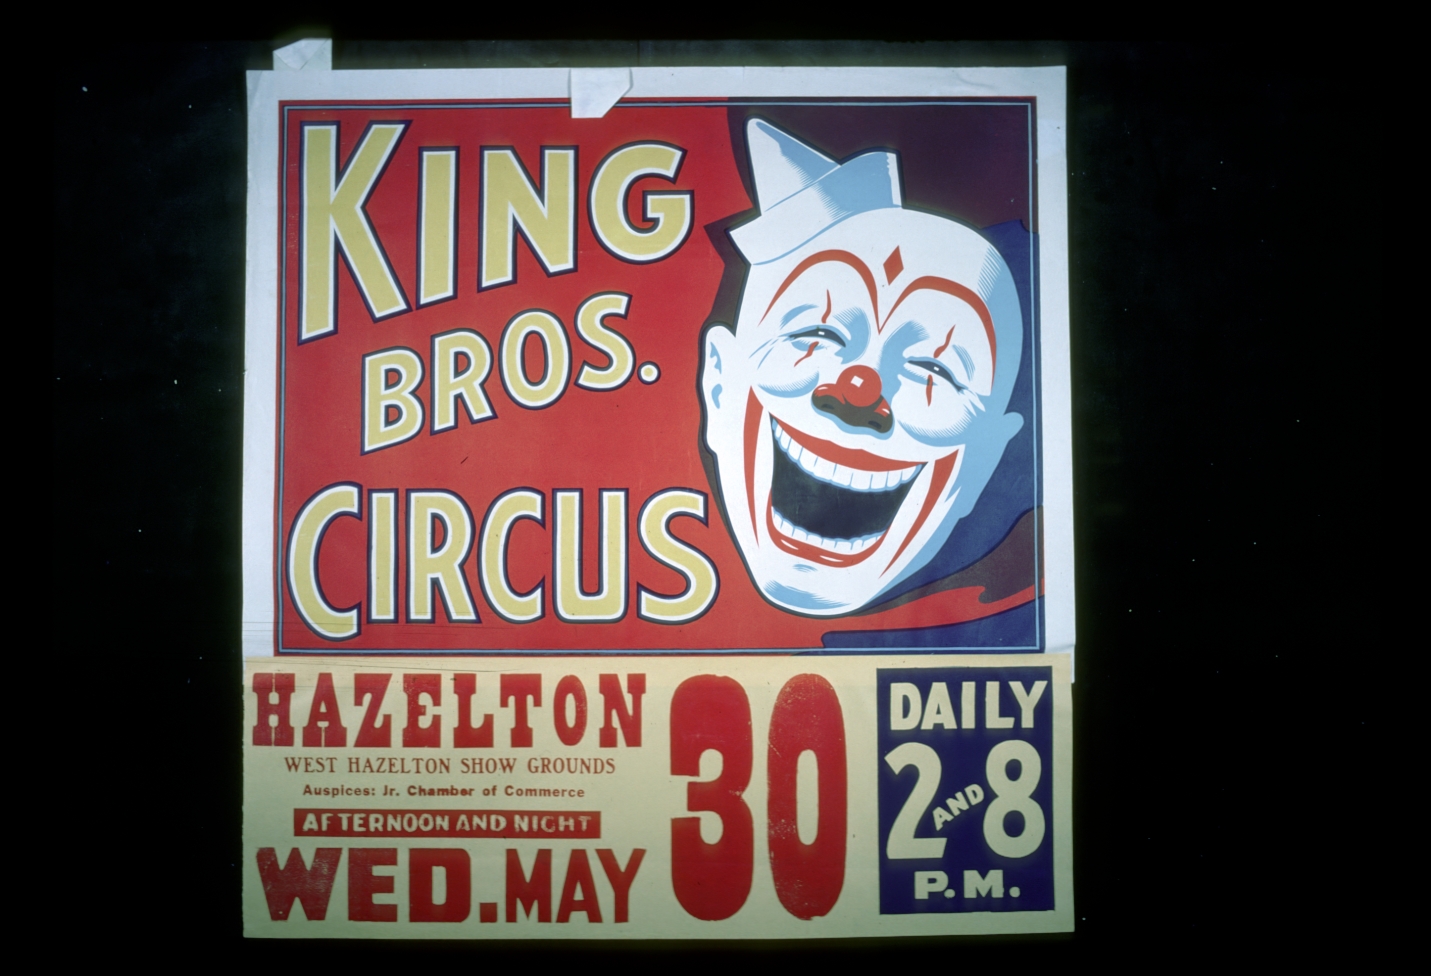 KING
BROS.
CIRCUS
HAZELTON
WEST HAZELTON SHOW GROUNDS
Auspices: Jr. Chamber of Commerce
AFTERNOON AND NIGHT
WED. MAY
30
DAILY
2 AND 8
P.M.